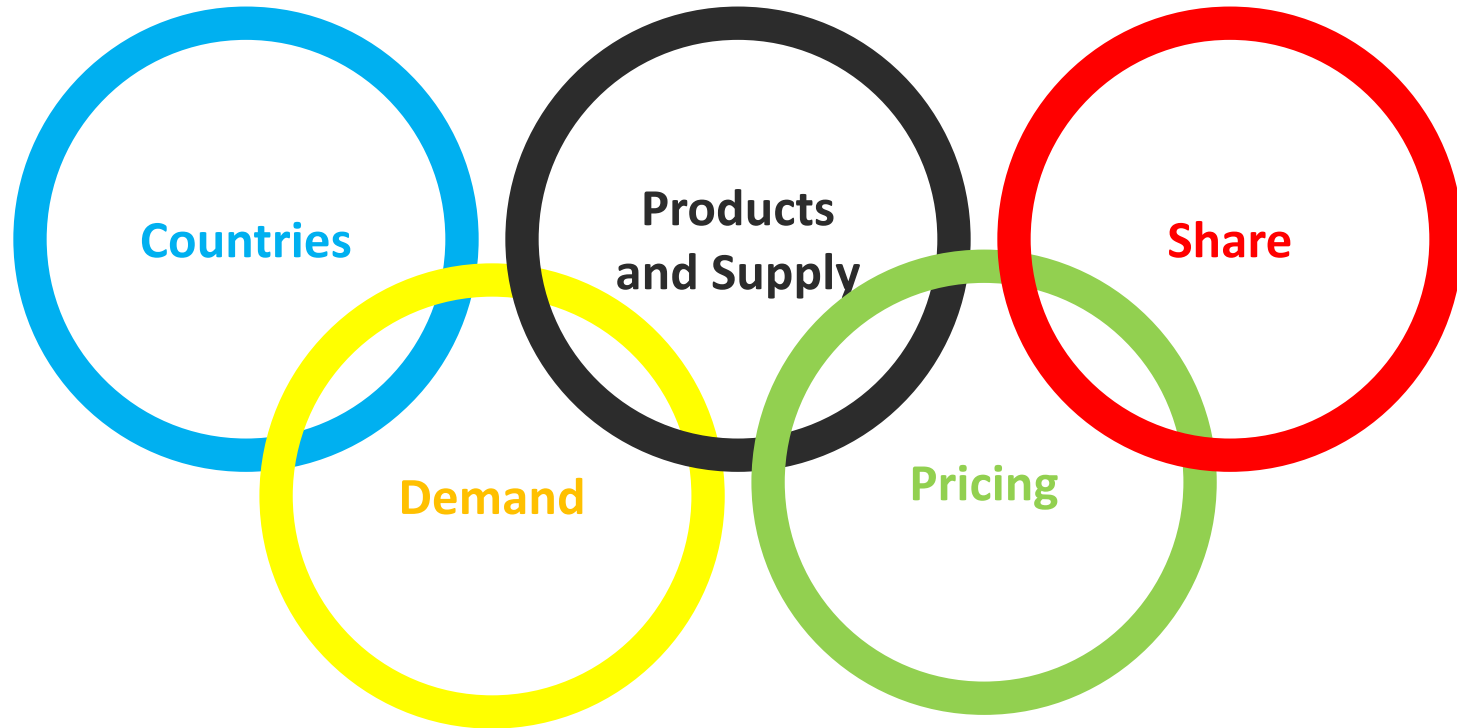 Countries
Products
and Supply
Share
Demand
Pricing